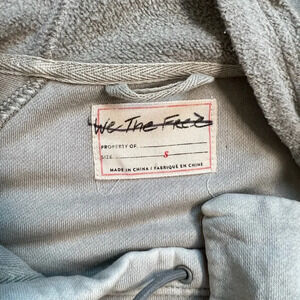 We The Free
PROPERTY OF
SIZE S
MADE IN CHINA / FABRIQUÉ EN CHINE